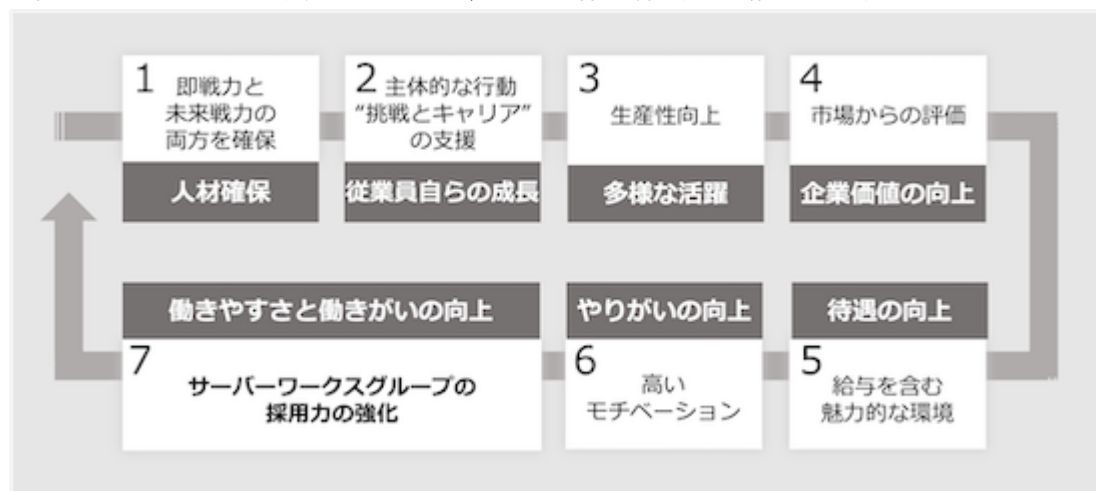 1
即戦力と
未来戦力の
両方を確保
人材確保
2
主体的な行動
“挑戦とキャリア”
の支援
従業員自らの成長
3
生産性向上
多様な活躍
4
市場からの評価
企業価値の向上
待遇の向上
5
給与を含む
魅力的な環境
やりがいの向上
6
高い
モチベーション
働きやすさと働きがいの向上
7
サーバーワークスグループの
採用力の強化